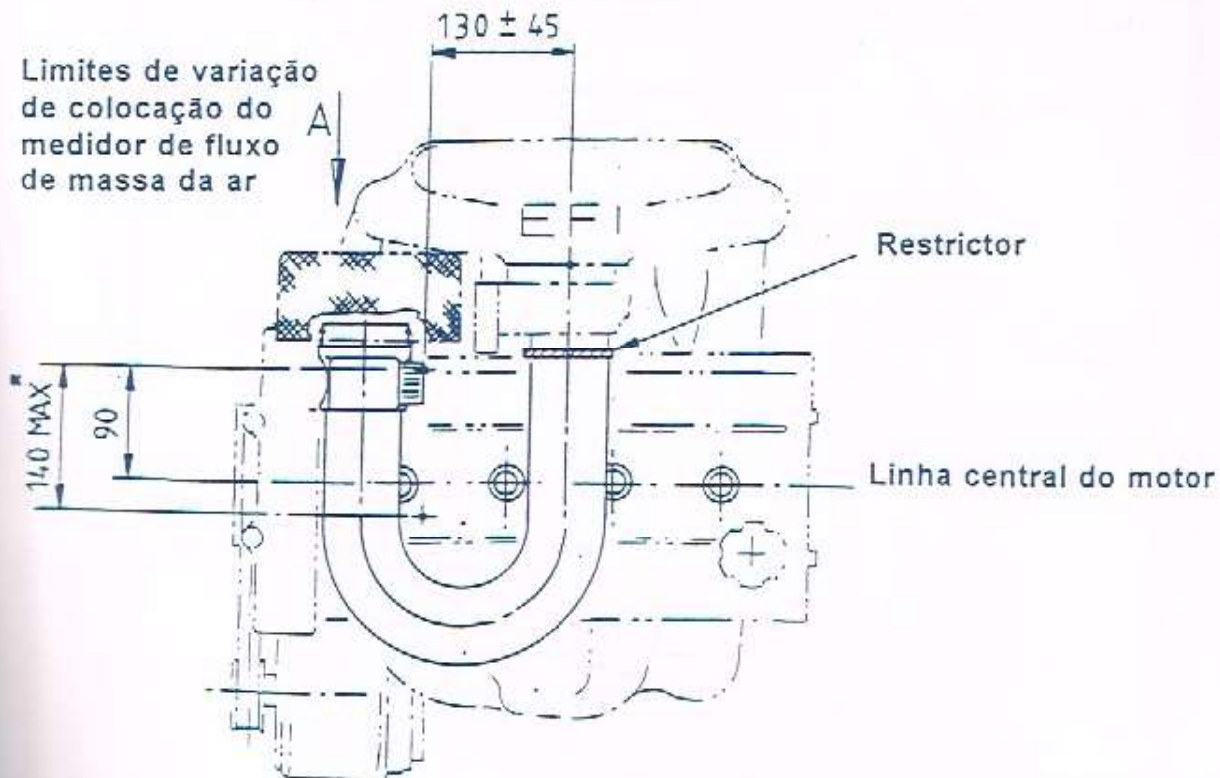 130 ± 45
Limites de variação
de colocação do
medidor de fluxo
de massa da ar
A
EFI
Restrictor
140 MAX*
90
Linha central do motor